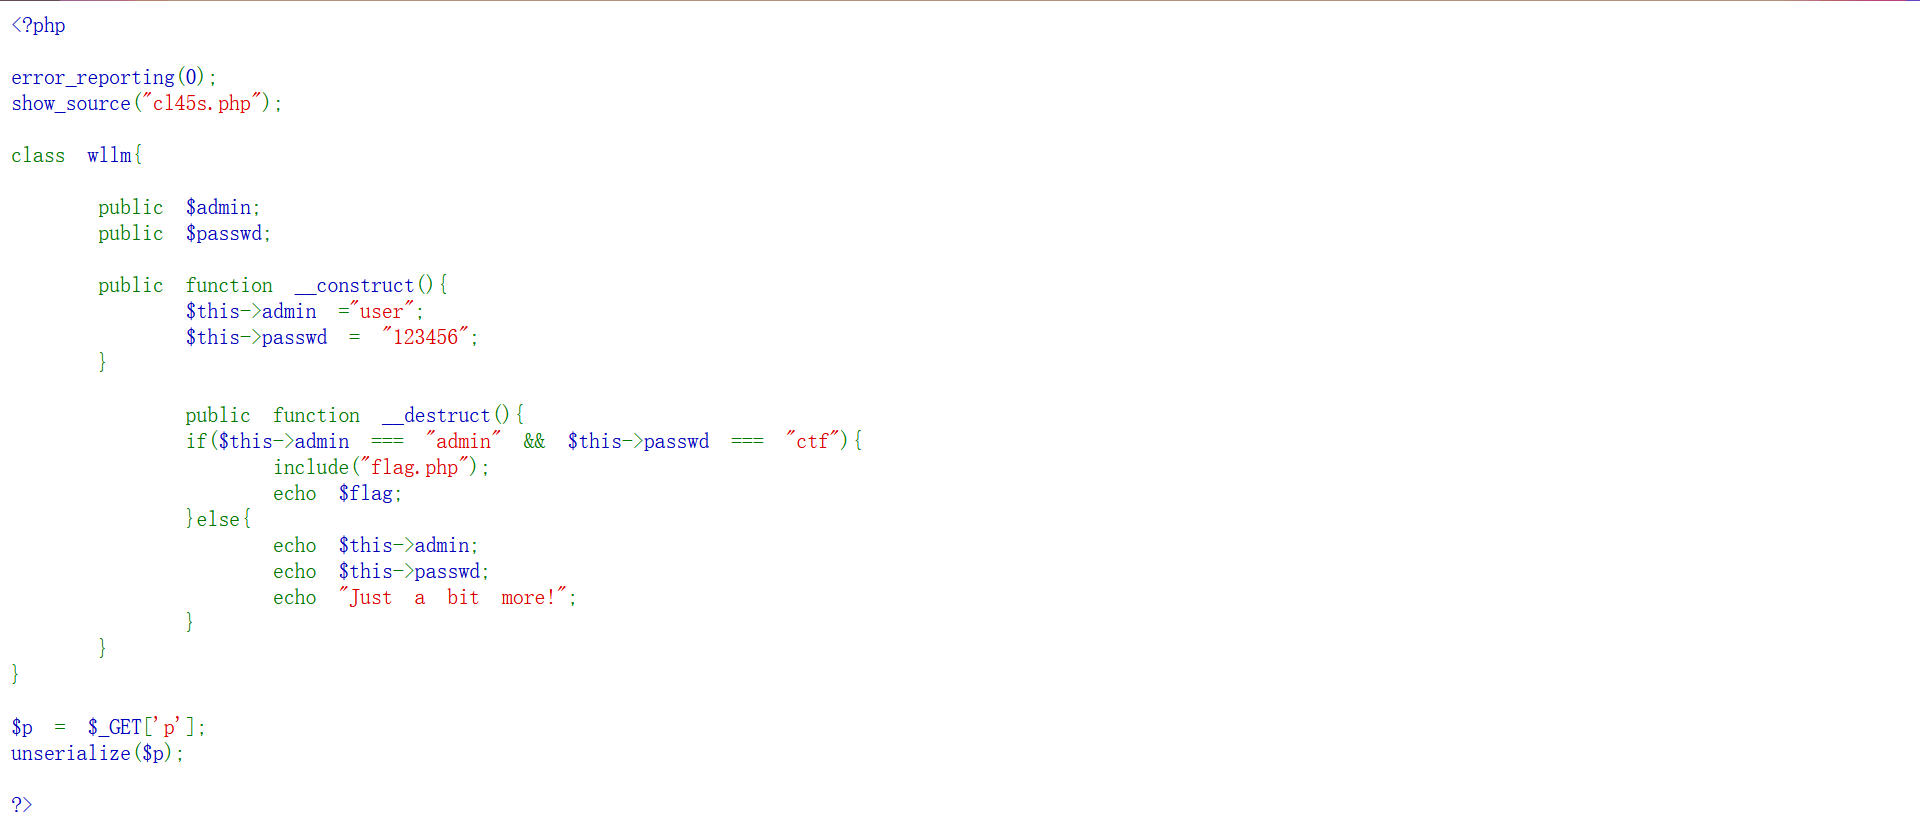 <?php
error_reporting(0);
show_source("cl45s.php");
class  wllm{
public  $admin;
public  $passwd;
public  function  __construct(){
$this->admin  ="user";
$this->passwd  =  "123456";
}
public  function  __destruct(){
if($this->admin  ===  "admin"  &&  $this->passwd  ===  "ctf"){
include("flag.php");
echo  $flag;
}else{
echo  $this->admin;
echo  $this->passwd;
echo  "Just  a  bit  more!";
}
}
}
$p  =  $_GET['p'];
unserialize($p);
?>